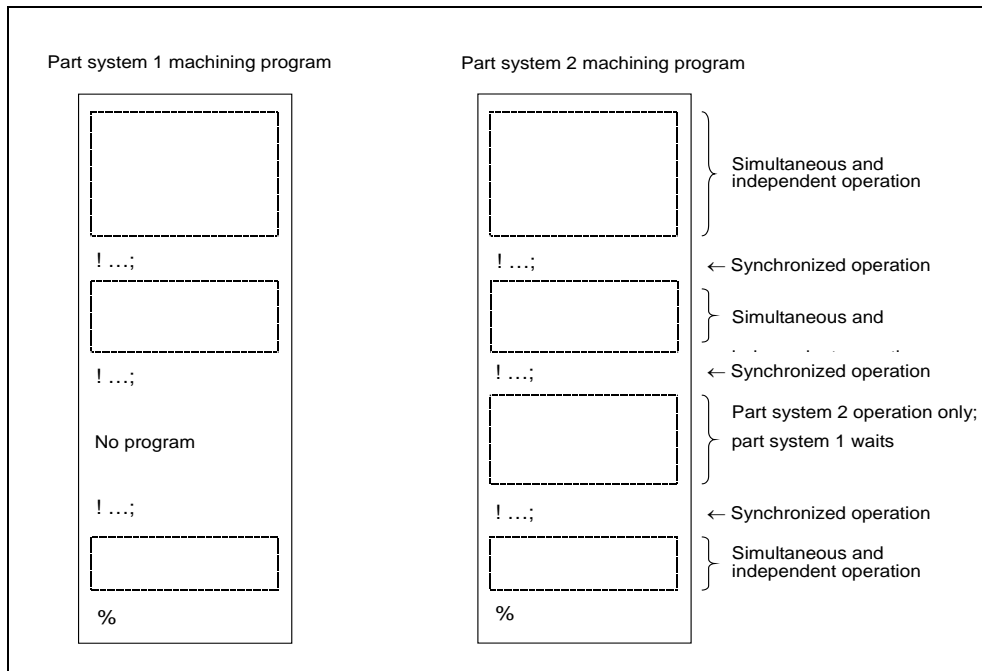 Part system 1 machining program
Part system 2 machining program
Simultaneous and
independent operation
! …;
! …;
← Synchronized operation
Simultaneous and
! …;
! …;
← Synchronized operation
No program
Part system 2 operation only;
part system 1 waits
! …;
! …;
← Synchronized operation
Simultaneous and
independent operation
%
%